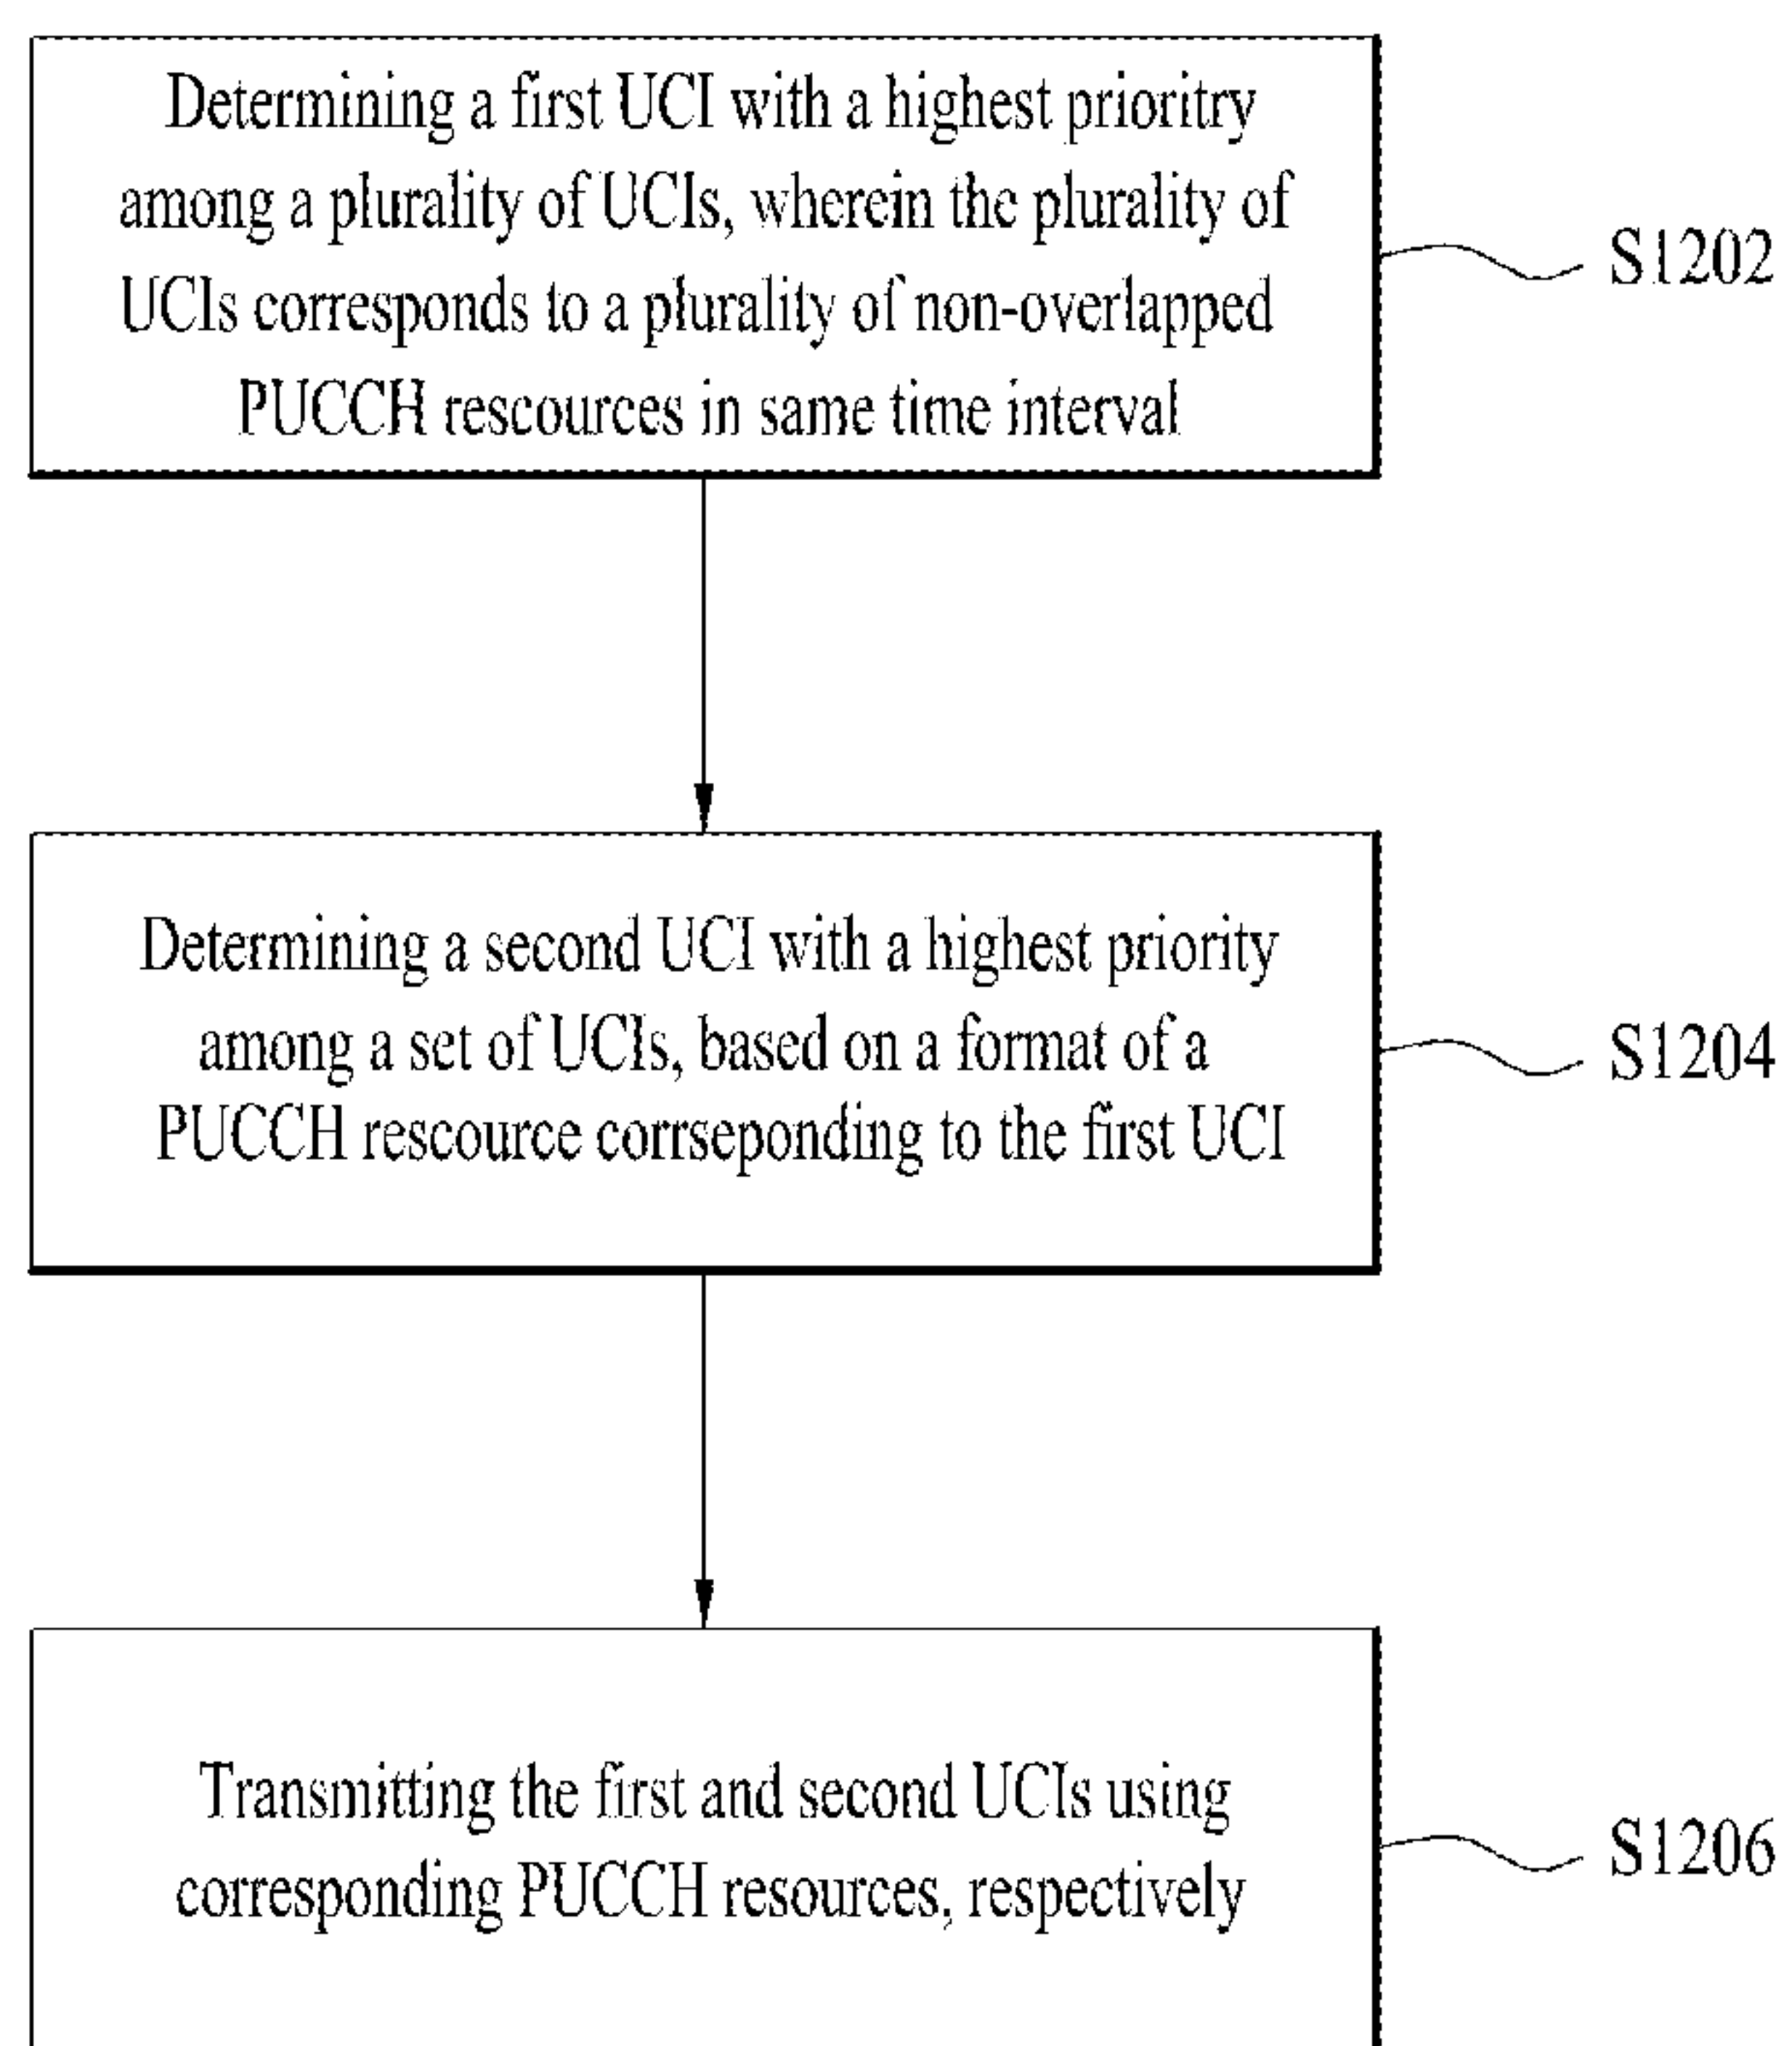 Determining a first UCI with a highest prioritry
among a plurality of UCIs, wherein the plurality of
UCIs corresponds to a plurality of non-overlapped
PUCCH rescources in same time interval
S1202
Determining a second UCI with a highest priority
among a set of UCIs, based on a format of a
PUCCH rescource corrseponding to the first UCI
S1204
Transmitting the first and second UCIs using
corresponding PUCCH resources, respectively
S1206